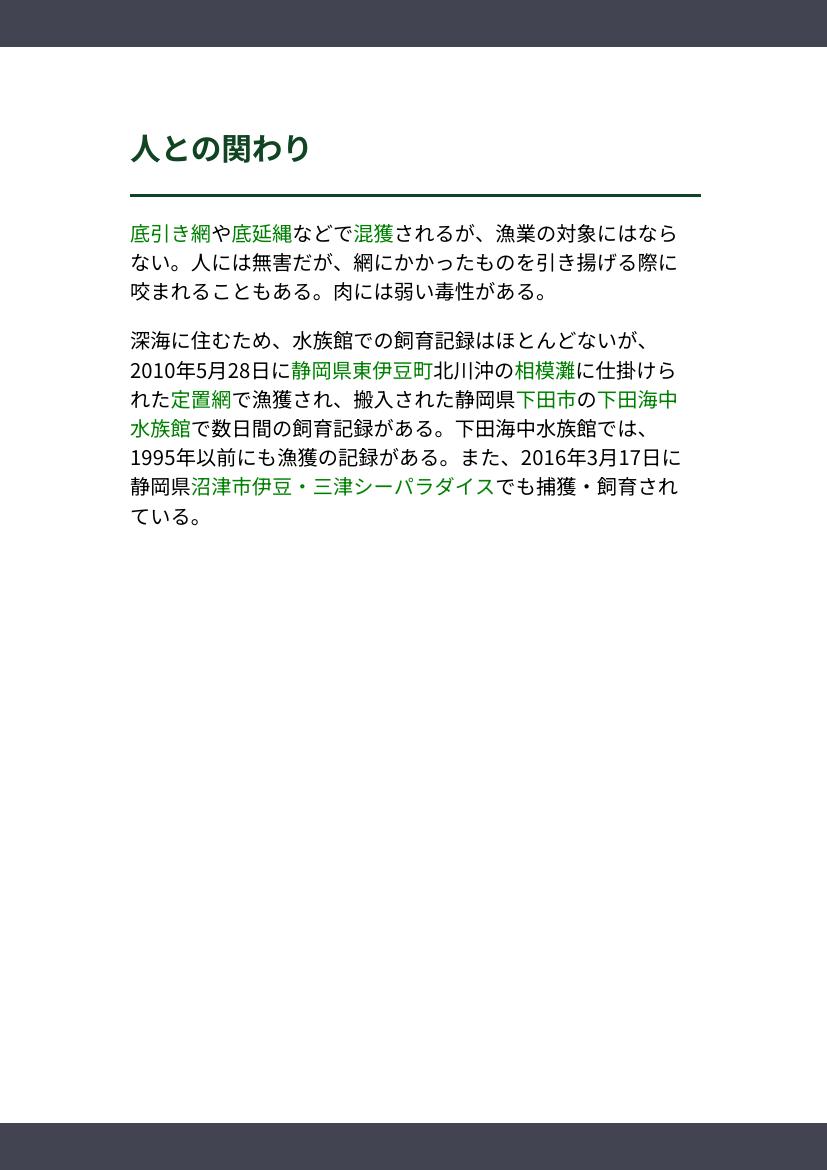 人との関わり
底引き網や底延縄などで混獲されるが、漁業の対象にはなら
ない。人には無害だが、網にかかったものを引き揚げる際に
咬まれることもある。肉には弱い毒性がある。
深海に住むため、水族館での飼育記録はほとんどないが、
2010年5月28日に静岡県東伊豆町北川沖の相模灘に仕掛けら
れた定置網で漁獲され、搬入された静岡県下田市の下田海中
水族館で数日間の飼育記録がある。下田海中水族館では、
1995年以前にも漁獲の記録がある。また、2016年3月17日に
静岡県沼津市伊豆・三津シーパラダイスでも捕獲・飼育され
ている。